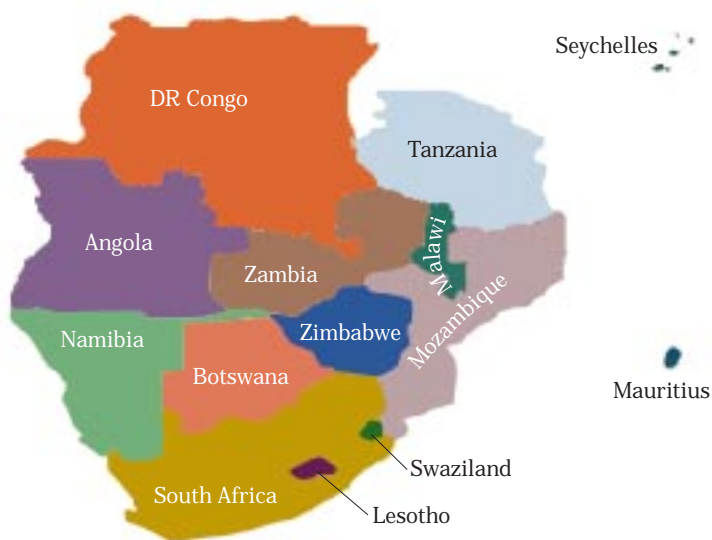 Seychelles
DR Congo
Tanzania
Angola
Malawi
Zambia
Mozambique
Namibia
Zimbabwe
Botswana
Mauritius
Swaziland
South Africa
Lesotho